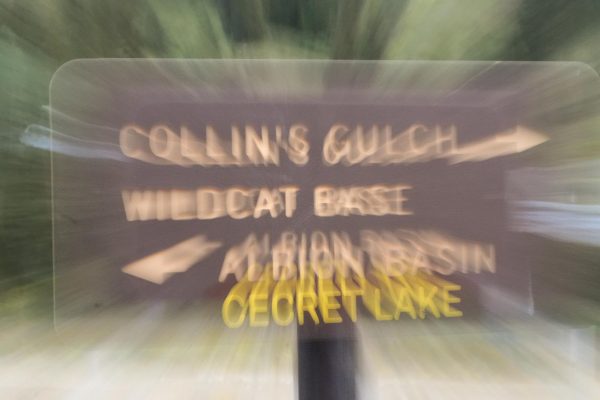 COLLIN'S GULCH
WILDCAT BASE
ALBION BASIN
CECRET LAKE